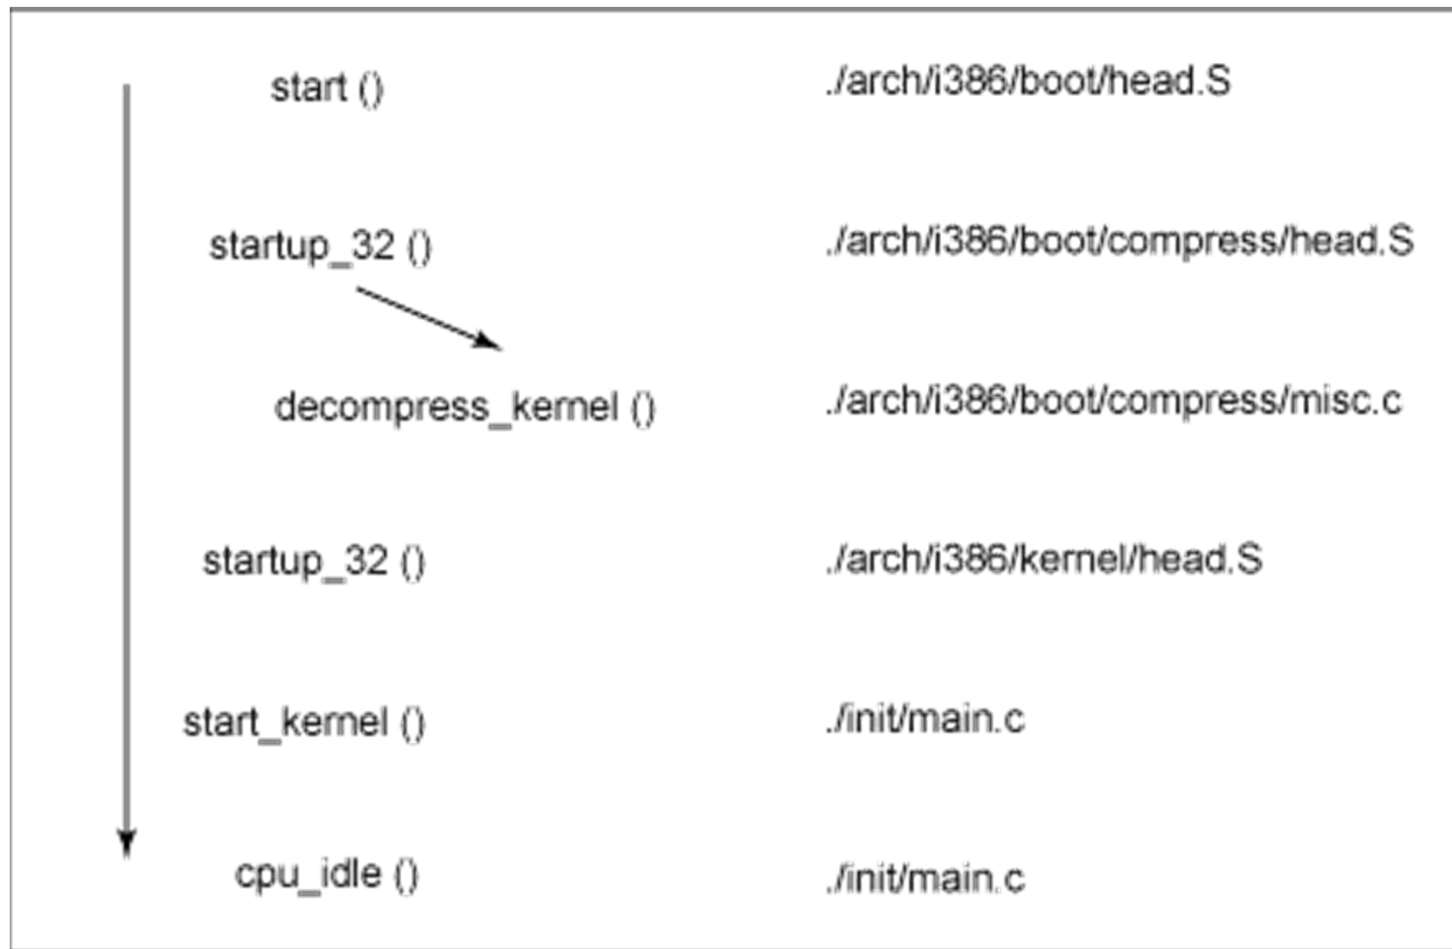 start () ./arch/i386/boot/head.S
startup_32 () ./arch/i386/boot/compress/head.S
decompress_kernel () ./arch/i386/boot/compress/misc.c
startup_32 () ./arch/i386/kernel/head.S
start_kernel () ./init/main.c
cpu_idle () ./init/main.c